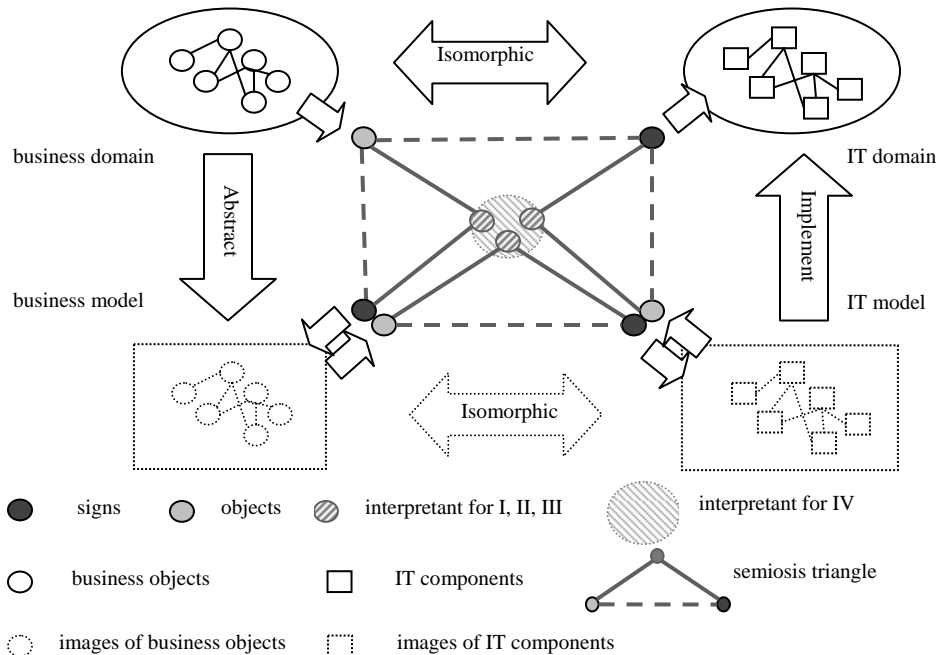 Isomorphic
business domain
IT domain
Abstract
Implement
business model
IT model
Isomorphic
signs
objects
interpretant for I, II, III
interpretant for IV
business objects
IT components
semiosis triangle
images of business objects
images of IT components